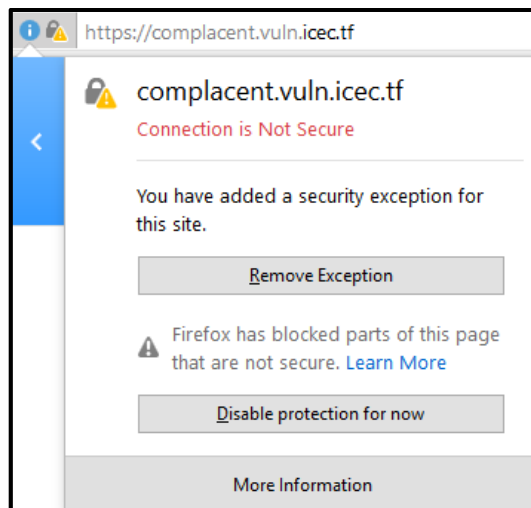 https://complacent.vuln.icec.tf
complacent.vuln.icec.tf
Connection is Not Secure
You have added a security exception for
this site.
Remove Exception
Firefox has blocked parts of this page
that are not secure. Learn More
Disable protection for now
More Information